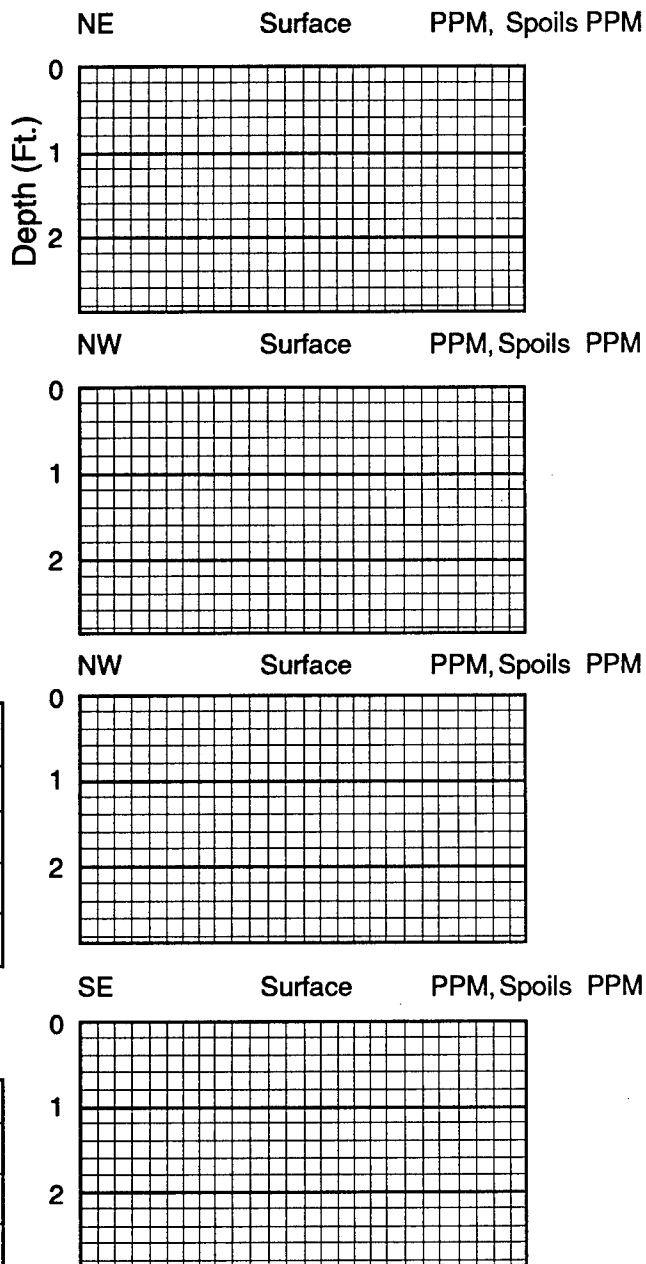 NE Surface PPM, Spoils PPM
0
1
2
Depth (Ft.)
NW Surface PPM, Spoils PPM
0
1
2
NW Surface PPM, Spoils PPM
0
1
2
SE Surface PPM, Spoils PPM
0
1
2